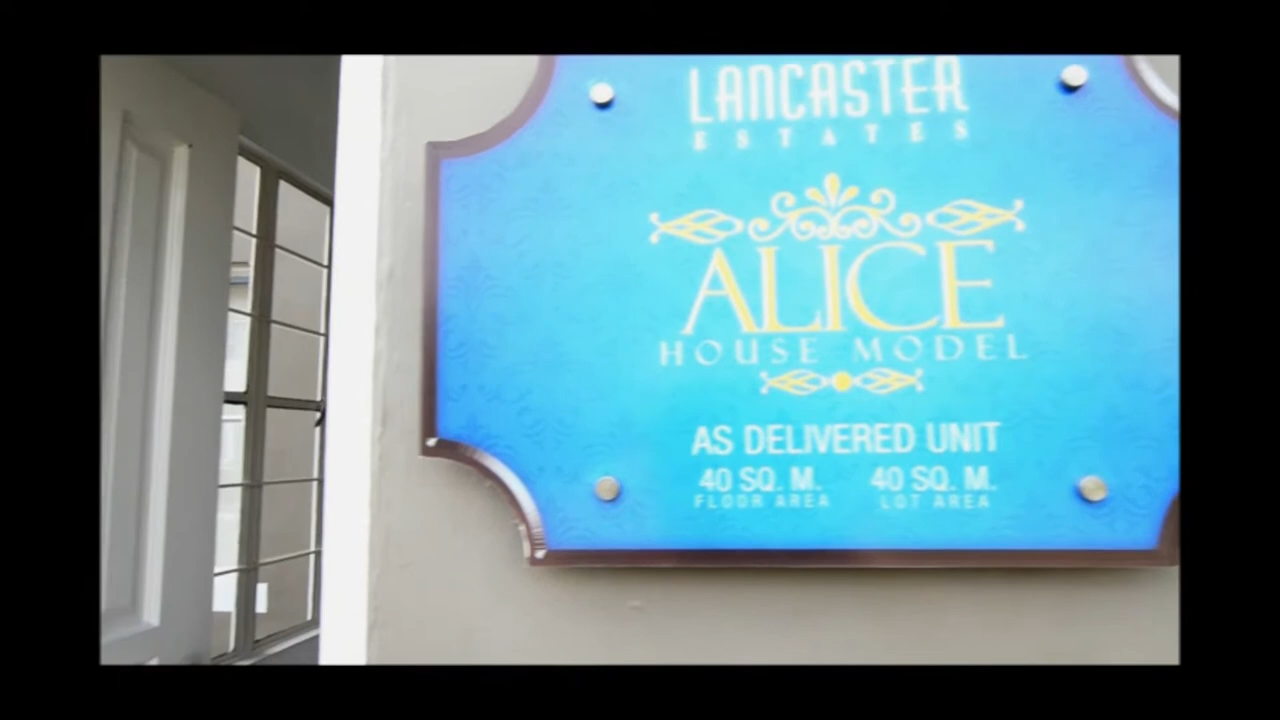 LANCASTER
ESTATES
ALICE
HOUSE MODEL
AS DELIVERED UNIT
40 SQ. M. 40 SQ. M.
FLOOR AREA LOT AREA